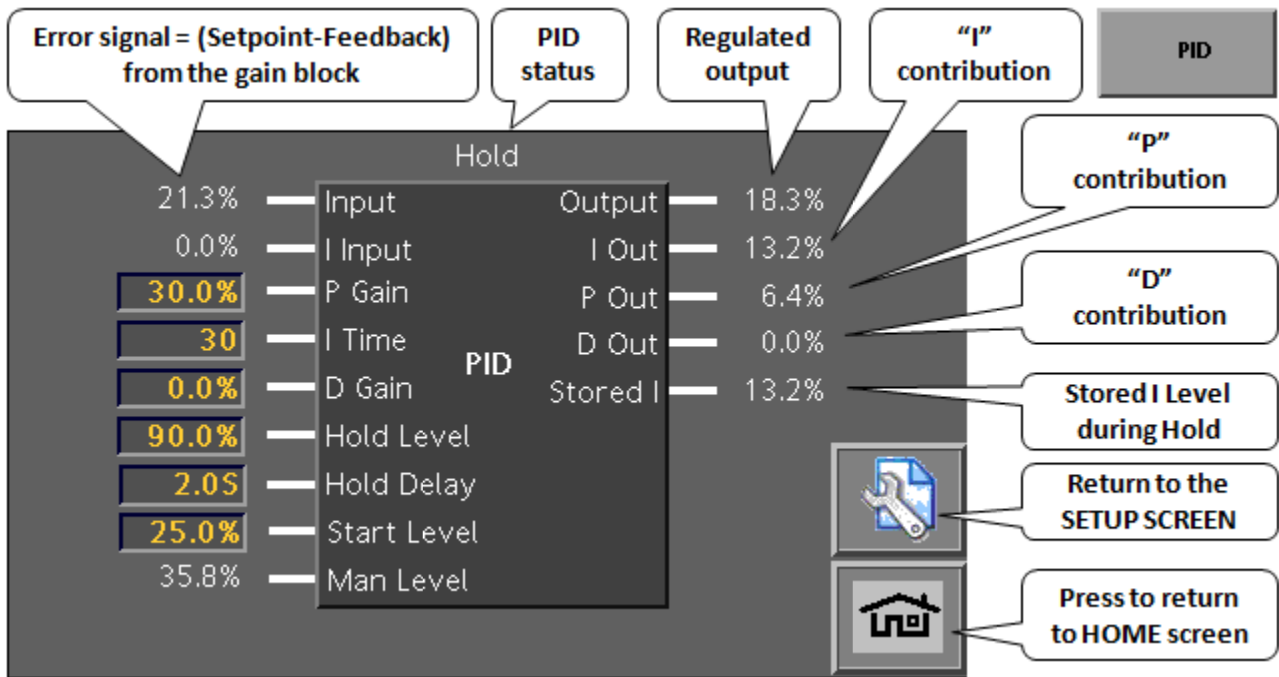 Error signal = (Setpoint-Feedback)
from the gain block
PID
status
Regulated
output
“I”
contribution
PID
Hold
21.3%
Input
Output
18.3%
0.0%
I Input
I Out
13.2%
30.0%
P Gain
P Out
6.4%
30
I Time
D Out
0.0%
PID
0.0%
D Gain
Stored I
13.2%
90.0%
Hold Level
2.0S
Hold Delay
25.0%
Start Level
35.8%
Man Level
“P”
contribution
“D”
contribution
Stored I Level
during Hold
Return to the
SETUP SCREEN
Press to return
to HOME screen